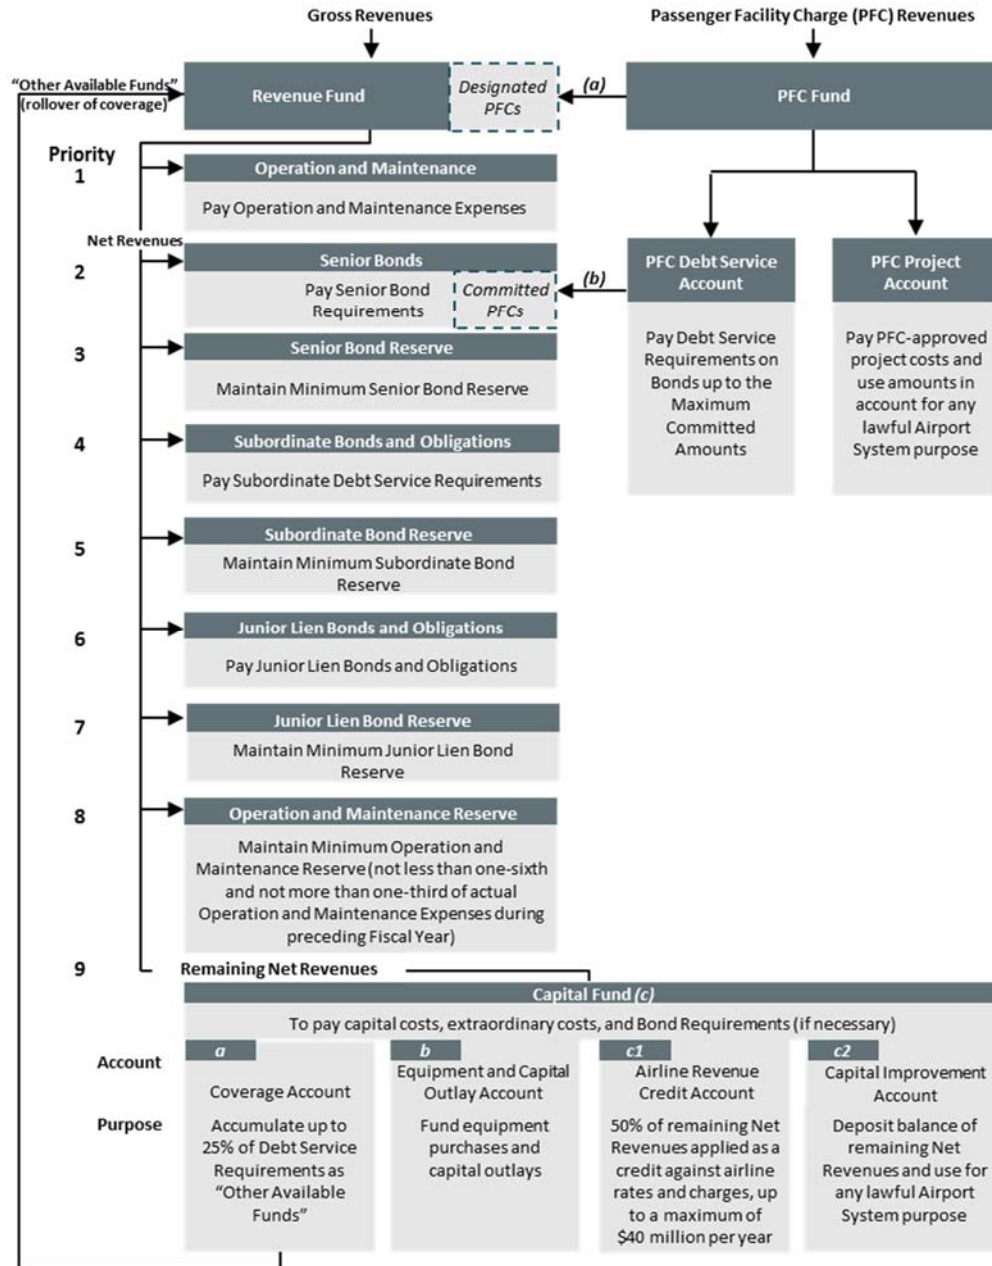 Gross Revenues
Passenger Facility Charge (PFC) Revenues
“Other Available Funds”
(rollover of coverage)
Revenue Fund
Designated
PFCs
(a)
PFC Fund
Priority
1
Operation and Maintenance
Pay Operation and Maintenance Expenses
Net Revenues
2
Senior Bonds
Pay Senior Bond
Requirements
Committed
PFCs
(b)
PFC Debt Service
Account
Pay Debt Service
Requirements on
Bonds up to the
Maximum
Committed
Amounts
PFC Project
Account
Pay PFC-approved
project costs and
use amounts in
account for any
lawful Airport
System purpose
3
Senior Bond Reserve
Maintain Minimum Senior Bond Reserve
4
Subordinate Bonds and Obligations
Pay Subordinate Debt Service Requirements
5
Subordinate Bond Reserve
Maintain Minimum Subordinate Bond
Reserve
6
Junior Lien Bonds and Obligations
Pay Junior Lien Bonds and Obligations
7
Junior Lien Bond Reserve
Maintain Minimum Junior Lien Bond
Reserve
8
Operation and Maintenance Reserve
Maintain Minimum Operation and
Maintenance Reserve (not less than one-sixth
and not more than one-third of actual
Operation and Maintenance Expenses during
preceding Fiscal Year)
9
Remaining Net Revenues
Capital Fund (c)
To pay capital costs, extraordinary costs, and Bond Requirements (if necessary)
Account
Purpose
a
Coverage Account
Accumulate up to
25% of Debt Service
Requirements as
“Other Available
Funds”
b
Equipment and Capital
Outlay Account
Fund equipment
purchases and
capital outlays
c1
Airline Revenue
Credit Account
50% of remaining Net
Revenues applied as a
credit against airline
rates and charges, up
to a maximum of
$40 million per year
c2
Capital Improvement
Account
Deposit balance of
remaining Net
Revenues and use for
any lawful Airport
System purpose